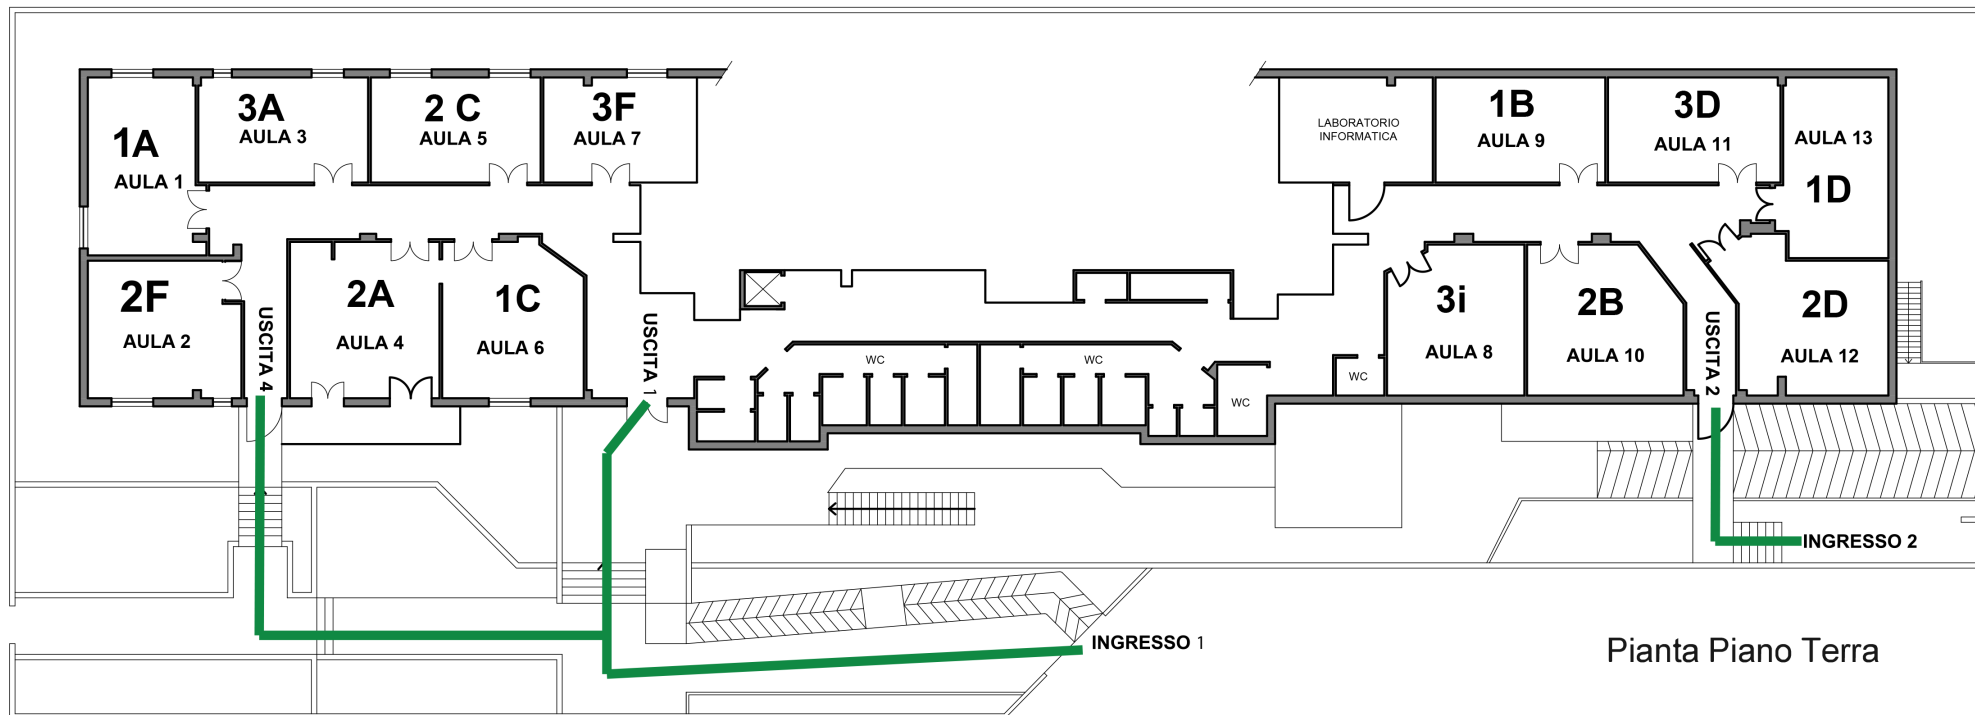 1A
AULA 1
3A
AULA 3
2 C
AULA 5
3F
AULA 7
LABORATORIO
INFORMATICA
1B
AULA 9
3D
AULA 11
AULA 13
1D
2F
AULA 2
USCITA 4
2A
AULA 4
1C
AULA 6
USCITA 1
WC
WC
WC
WC
3i
AULA 8
2B
AULA 10
USCITA 2
2D
AULA 12
INGRESSO 2
INGRESSO 1
Pianta Piano Terra